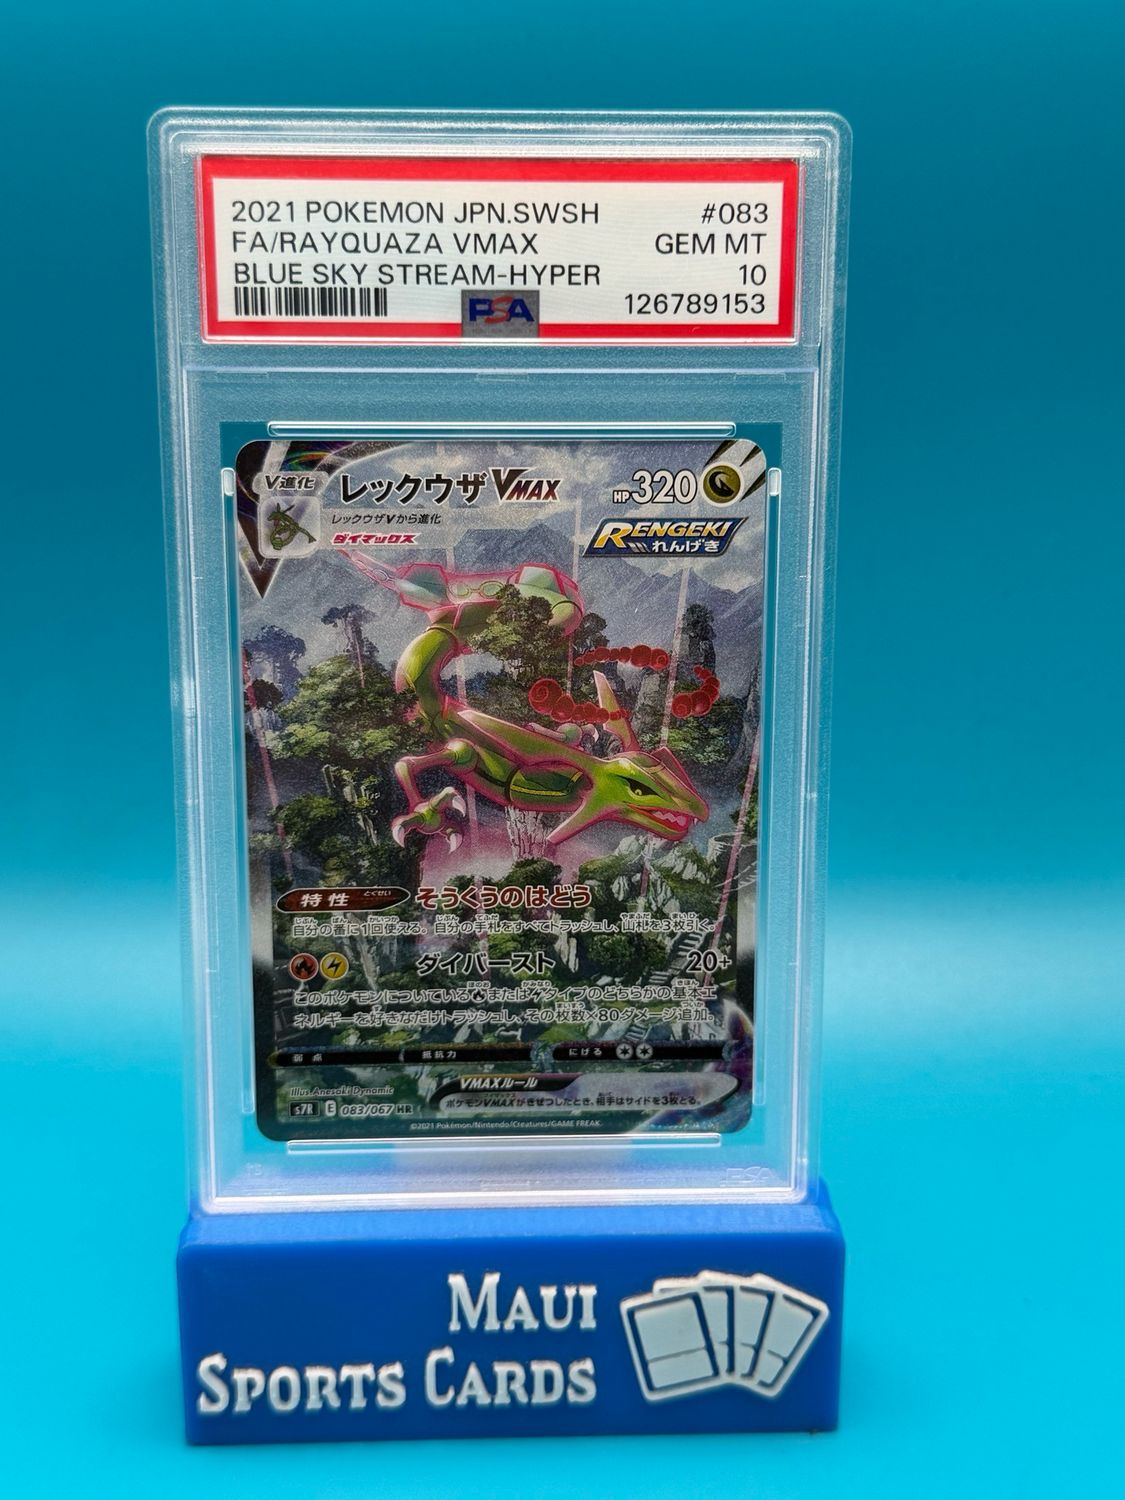 2021 POKEMON JPN.SWSH #083
FA/RAYQUAZA VMAX GEM MT
BLUE SKY STREAM-HYPER 10
PSA 126789153
V進化 レックウザVMAX HP320
レックウザVから進化
ダイマックス
RENGEKI
れんげき
特性 とくせい そうくうのはどう
自分の番に1回使える。自分の手札をすべてトラッシュし、山札を3枚引く。
ダイバースト 20+
このポケモンについている またはタイプのどちらかの基本エ
ネルギーを好きなだけトラッシュし、その枚数×80ダメージ追加。
弱点 抵抗力 にげる
Illus. Anesaki Dynamic
VMAXルール
ポケモンVMAXがきぜつしたとき、相手はサイドを3枚とる。
s7R E 083/067 HR
©2021 Pokémon/Nintendo/Creatures/GAME FREAK.
PSA
MAUI
SPORTS CARDS